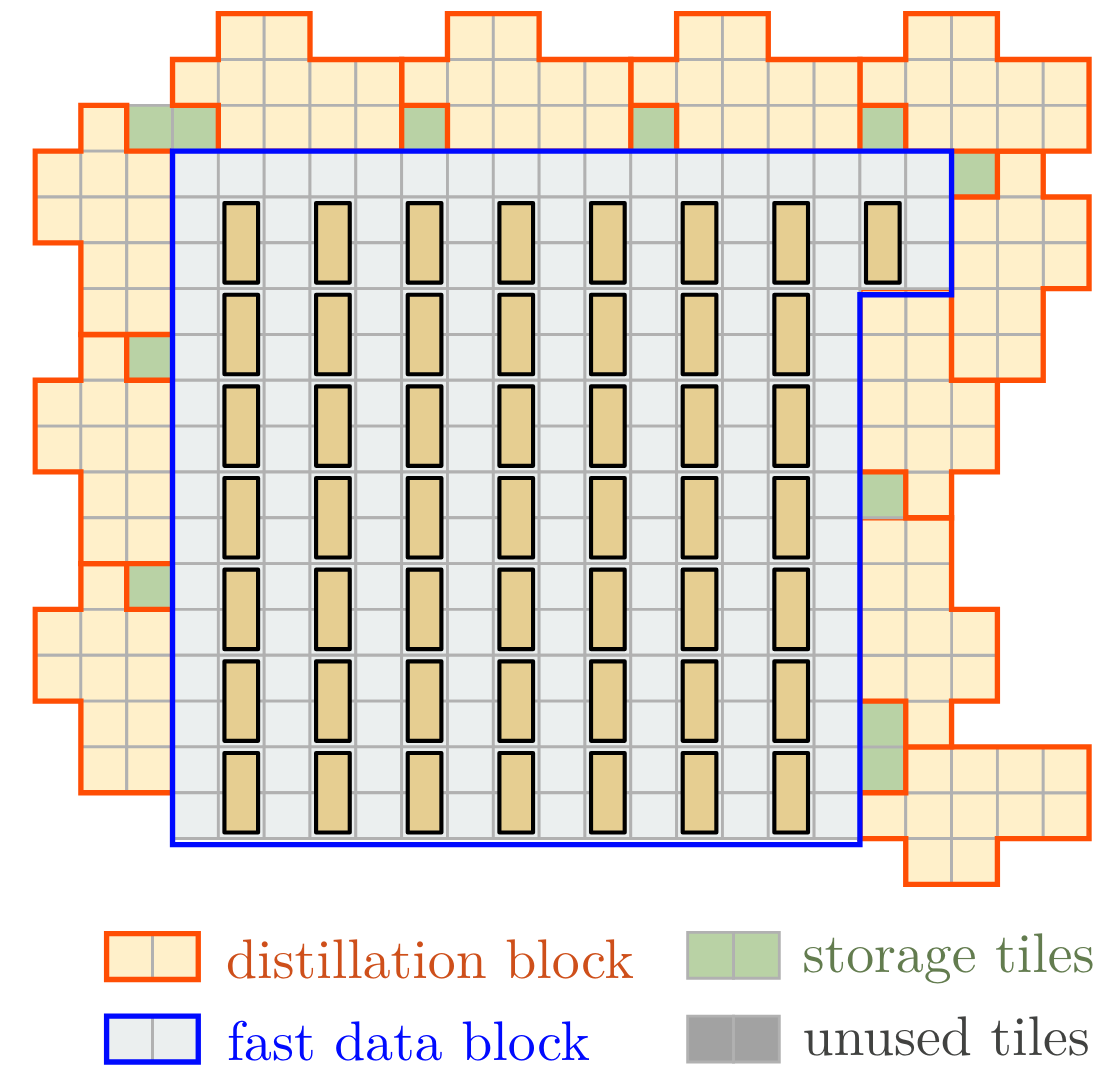 distillation block
storage tiles
fast data block
unused tiles